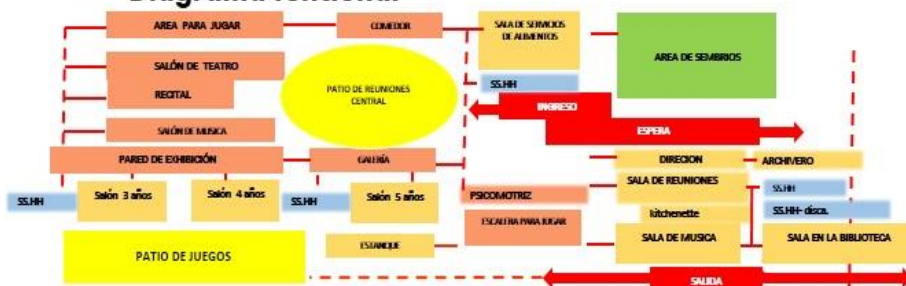 AREA PARA JUGAR
COMEDOR
SALA DE SERVICIOS
DE ALIMENTOS
AREA DE SEMBRIOS
SALÓN DE TEATRO
RECITAL
PATIO DE REUNIONES
CENTRAL
SS.HH
INGRESO
ESPERA
SALÓN DE MUSICA
PARED DE EXHIBICIÓN
GALERÍA
DIRECION
ARCHIVERO
SS.HH
Salón 3 años
Salón 4 años
SS.HH
Salón 5 años
PSICOMOTRIZ
SALA DE REUNIONES
SS.HH
ESCALERA PARA JUGAR
kitchenette
SS.HH- disca.
PATIO DE JUEGOS
ESTANQUE
SALA DE MUSICA
SALA EN LA BIBLIOTECA
SALIDA